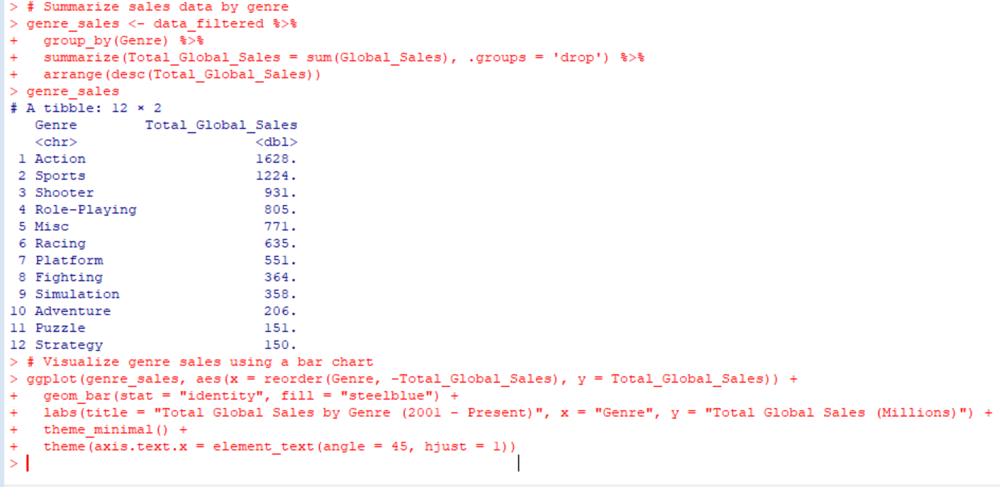 > # Summarize sales data by genre
> genre_sales <- data_filtered %>%
+   group_by(Genre) %>%
+   summarize(Total_Global_Sales = sum(Global_Sales), .groups = 'drop') %>%
+   arrange(desc(Total_Global_Sales))
> genre_sales
# A tibble: 12 × 2
   Genre        Total_Global_Sales
   <chr>                     <dbl>
 1 Action                    1628.
 2 Sports                    1224.
 3 Shooter                    931.
 4 Role-Playing               805.
 5 Misc                       771.
 6 Racing                     635.
 7 Platform                   551.
 8 Fighting                   364.
 9 Simulation                 358.
10 Adventure                  206.
11 Puzzle                     151.
12 Strategy                   150.
> # Visualize genre sales using a bar chart
> ggplot(genre_sales, aes(x = reorder(Genre, -Total_Global_Sales), y = Total_Global_Sales)) +
+   geom_bar(stat = "identity", fill = "steelblue") +
+   labs(title = "Total Global Sales by Genre (2001 - Present)", x = "Genre", y = "Total Global Sales (Millions)") +
+   theme_minimal() +
+   theme(axis.text.x = element_text(angle = 45, hjust = 1))
>